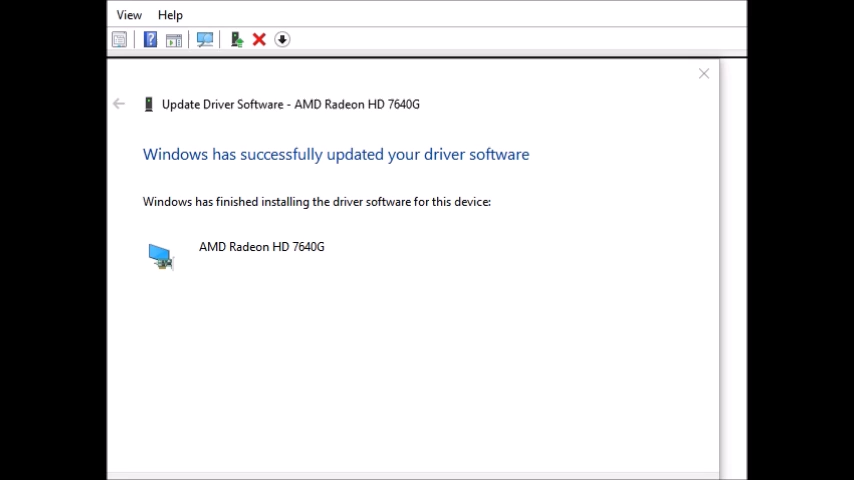 View Help
Update Driver Software - AMD Radeon HD 7640G
Windows has successfully updated your driver software
Windows has finished installing the driver software for this device:
AMD Radeon HD 7640G